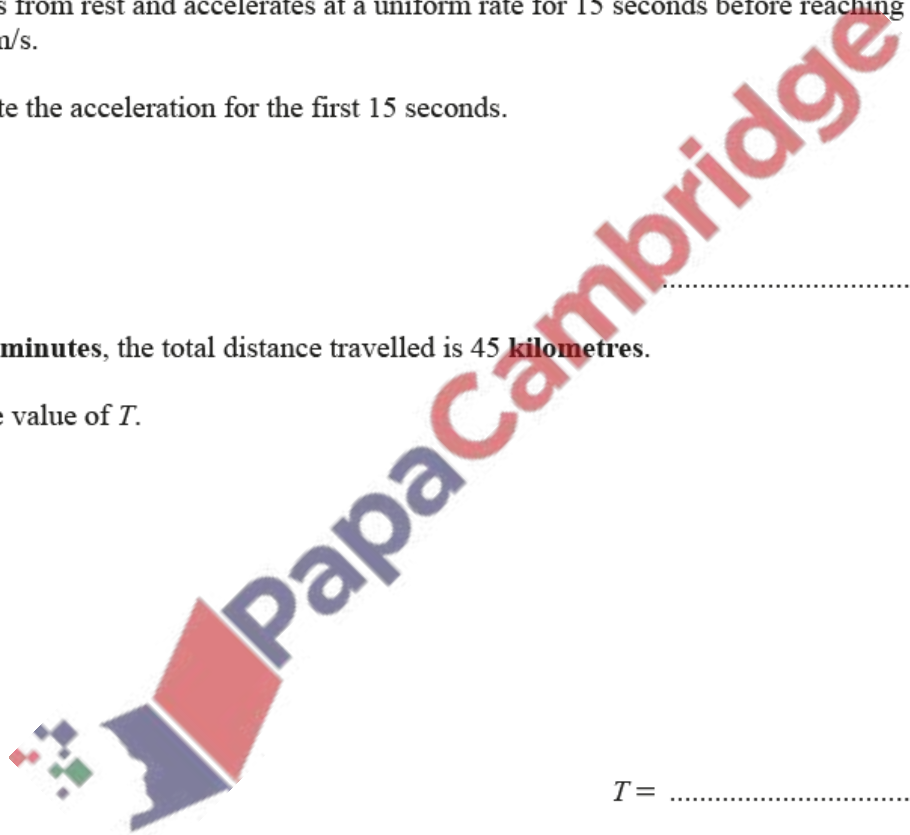 s from rest and accelerates at a uniform rate for 15 seconds before reaching
m/s.
te the acceleration for the first 15 seconds.
................................
minutes, the total distance travelled is 45 kilometres.
e value of T.
PapaCambridge
T = ................................